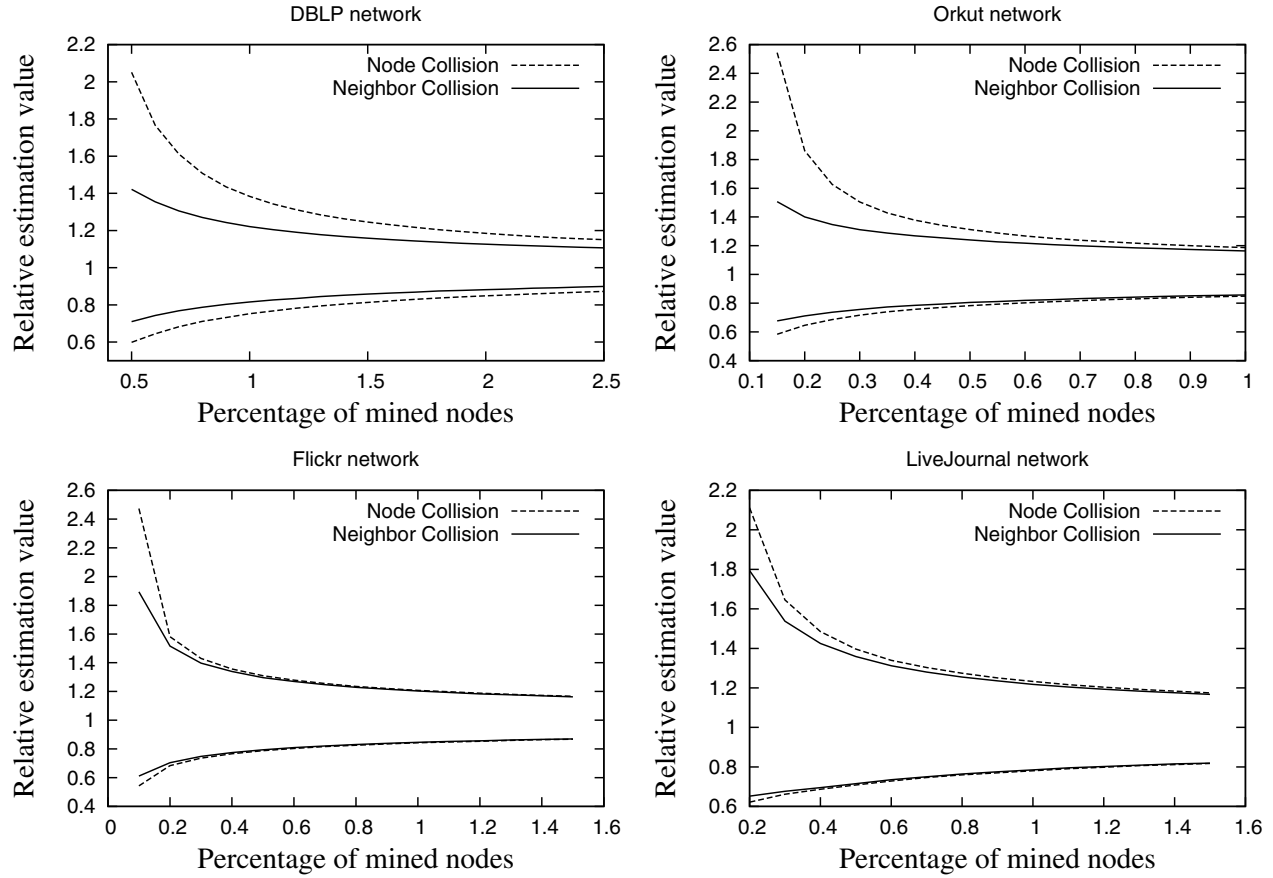 DBLP network
Relative estimation value
2.2
2
1.8
1.6
1.4
1.2
1
0.8
0.6
Node Collision
Neighbor Collision
0.5 1 1.5 2 2.5
Percentage of mined nodes
Orkut network
Relative estimation value
2.6
2.4
2.2
2
1.8
1.6
1.4
1.2
1
0.8
0.6
0.4
Node Collision
Neighbor Collision
0.1 0.2 0.3 0.4 0.5 0.6 0.7 0.8 0.9 1
Percentage of mined nodes
Flickr network
Relative estimation value
2.6
2.4
2.2
2
1.8
1.6
1.4
1.2
1
0.8
0.6
0.4
Node Collision
Neighbor Collision
0 0.2 0.4 0.6 0.8 1 1.2 1.4 1.6
Percentage of mined nodes
LiveJournal network
Relative estimation value
2.2
2
1.8
1.6
1.4
1.2
1
0.8
0.6
Node Collision
Neighbor Collision
0.2 0.4 0.6 0.8 1 1.2 1.4 1.6
Percentage of mined nodes